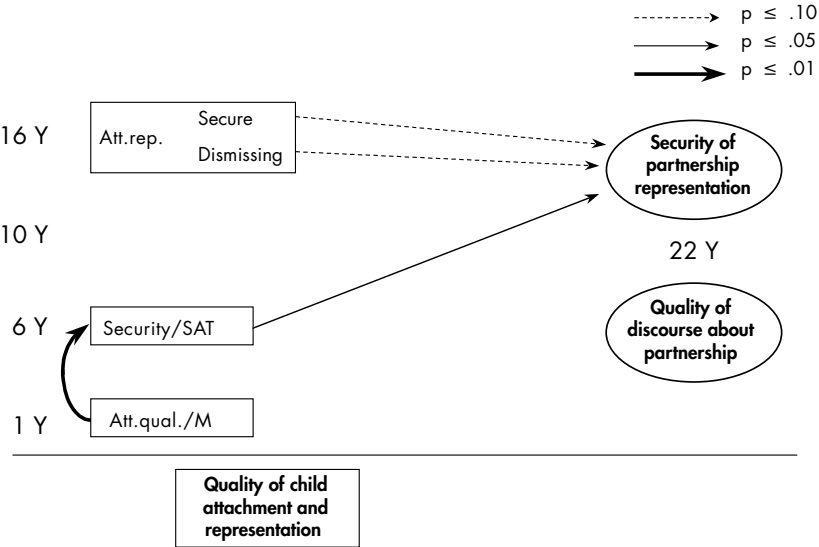 p ≤ .10
p ≤ .05
p ≤ .01
16 Y
Att.rep.
Secure
Dismissing
Security of
partnership
representation
10 Y
22 Y
6 Y
Security/SAT
Quality of
discourse about
partnership
1 Y
Att.qual./M
Quality of child
attachment and
representation